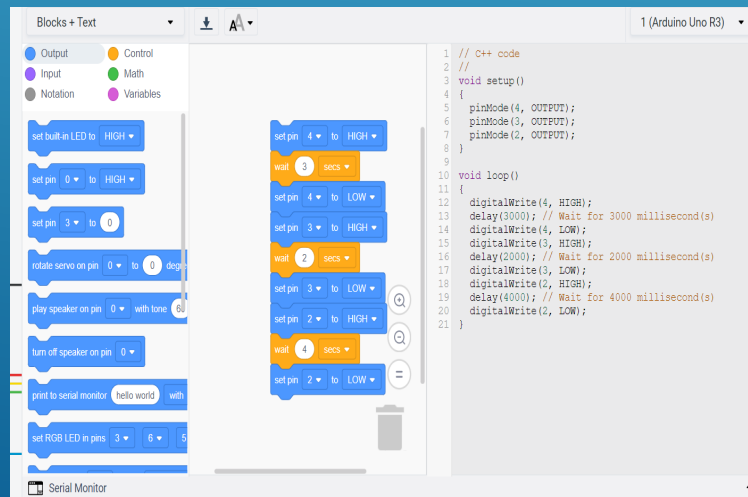 Blocks + Text
1 (Arduino Uno R3)
Output
Control
Input
Math
Notation
Variables
set built-in LED to HIGH
set pin 0 to HIGH
set pin 3 to 0
rotate servo on pin 0 to 0 degr
play speaker on pin 0 with tone 6
turn off speaker on pin 0
print to serial monitor hello world with
set RGB LED in pins 3 6 5
set pin 4 to HIGH
wait 3 secs
set pin 4 to LOW
set pin 3 to HIGH
wait 2 secs
set pin 3 to LOW
set pin 2 to HIGH
wait 4 secs
set pin 2 to LOW
1 // C++ code
2 //
3 void setup()
4 {
5 pinMode(4, OUTPUT);
6 pinMode(3, OUTPUT);
7 pinMode(2, OUTPUT);
8 }
9
10 void loop()
11 {
12 digitalWrite(4, HIGH);
13 delay(3000); // Wait for 3000 millisecond(s)
14 digitalWrite(4, LOW);
15 digitalWrite(3, HIGH);
16 delay(2000); // Wait for 2000 millisecond(s)
17 digitalWrite(3, LOW);
18 digitalWrite(2, HIGH);
19 delay(4000); // Wait for 4000 millisecond(s)
20 digitalWrite(2, LOW);
21 }
Serial Monitor